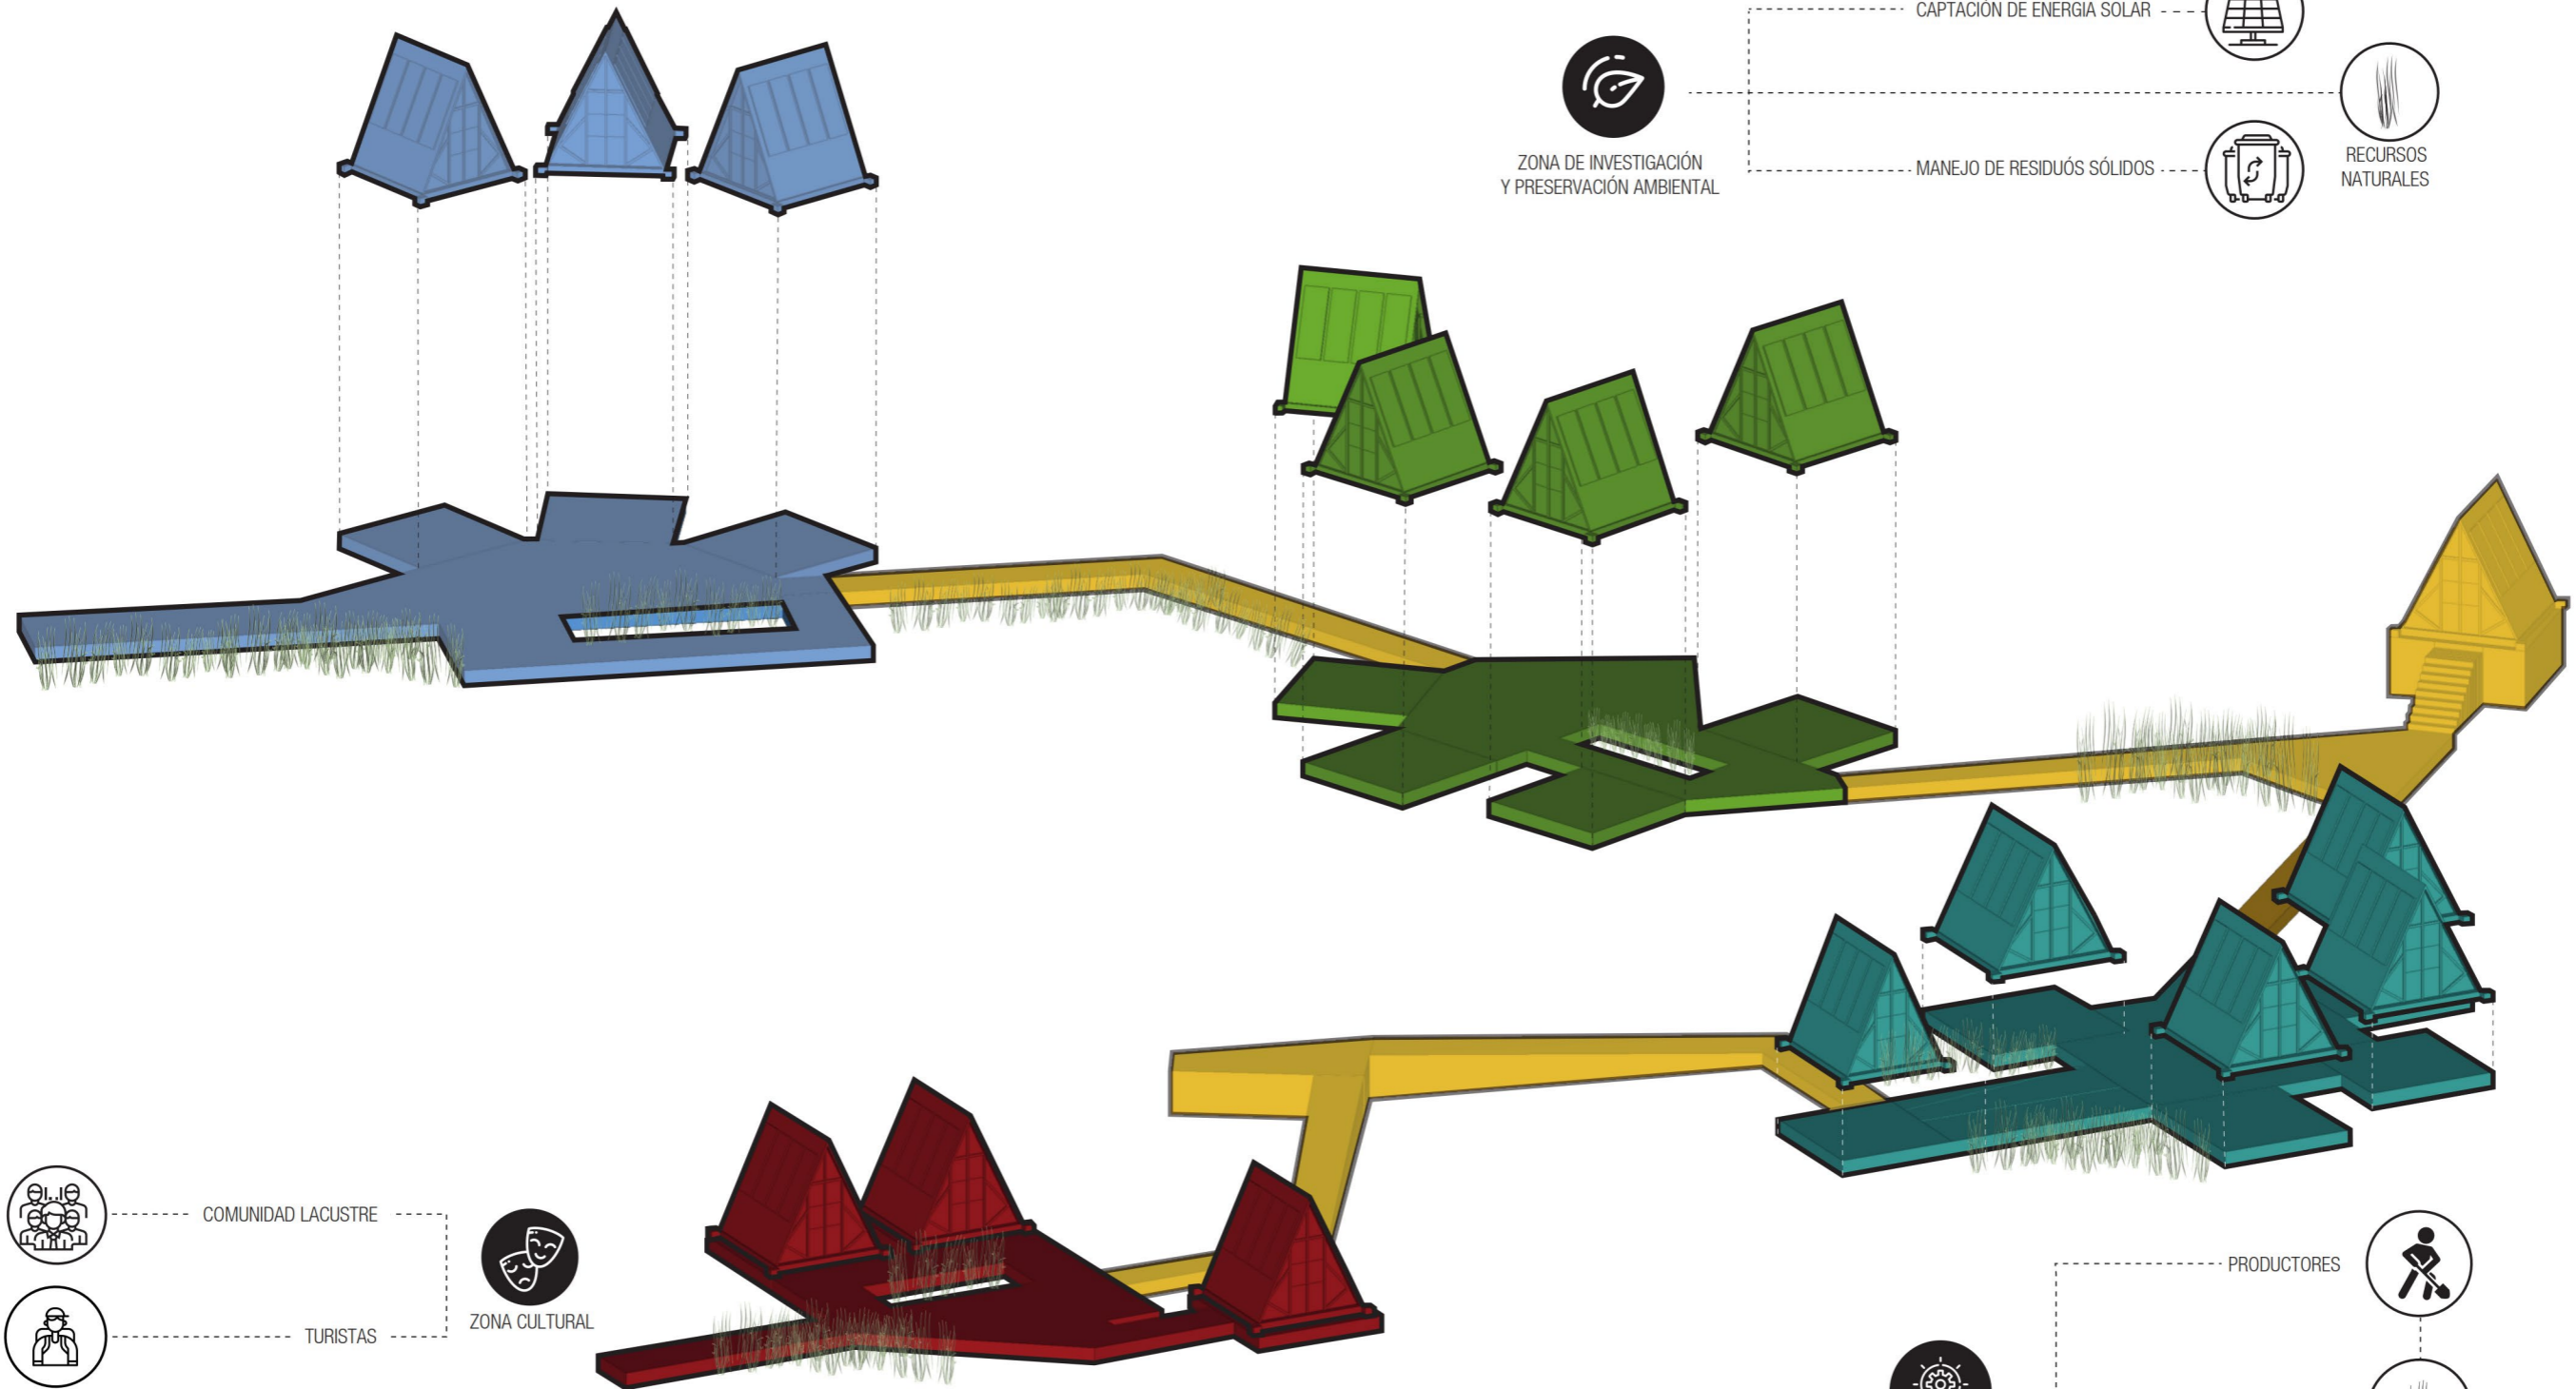 CAPTACIÓN DE ENERGIA SOLAR
ZONA DE INVESTIGACIÓN
Y PRESERVACIÓN AMBIENTAL
MANEJO DE RESIDUÓS SÓLIDOS
RECURSOS
NATURALES
COMUNIDAD LACUSTRE
TURISTAS
ZONA CULTURAL
PRODUCTORES